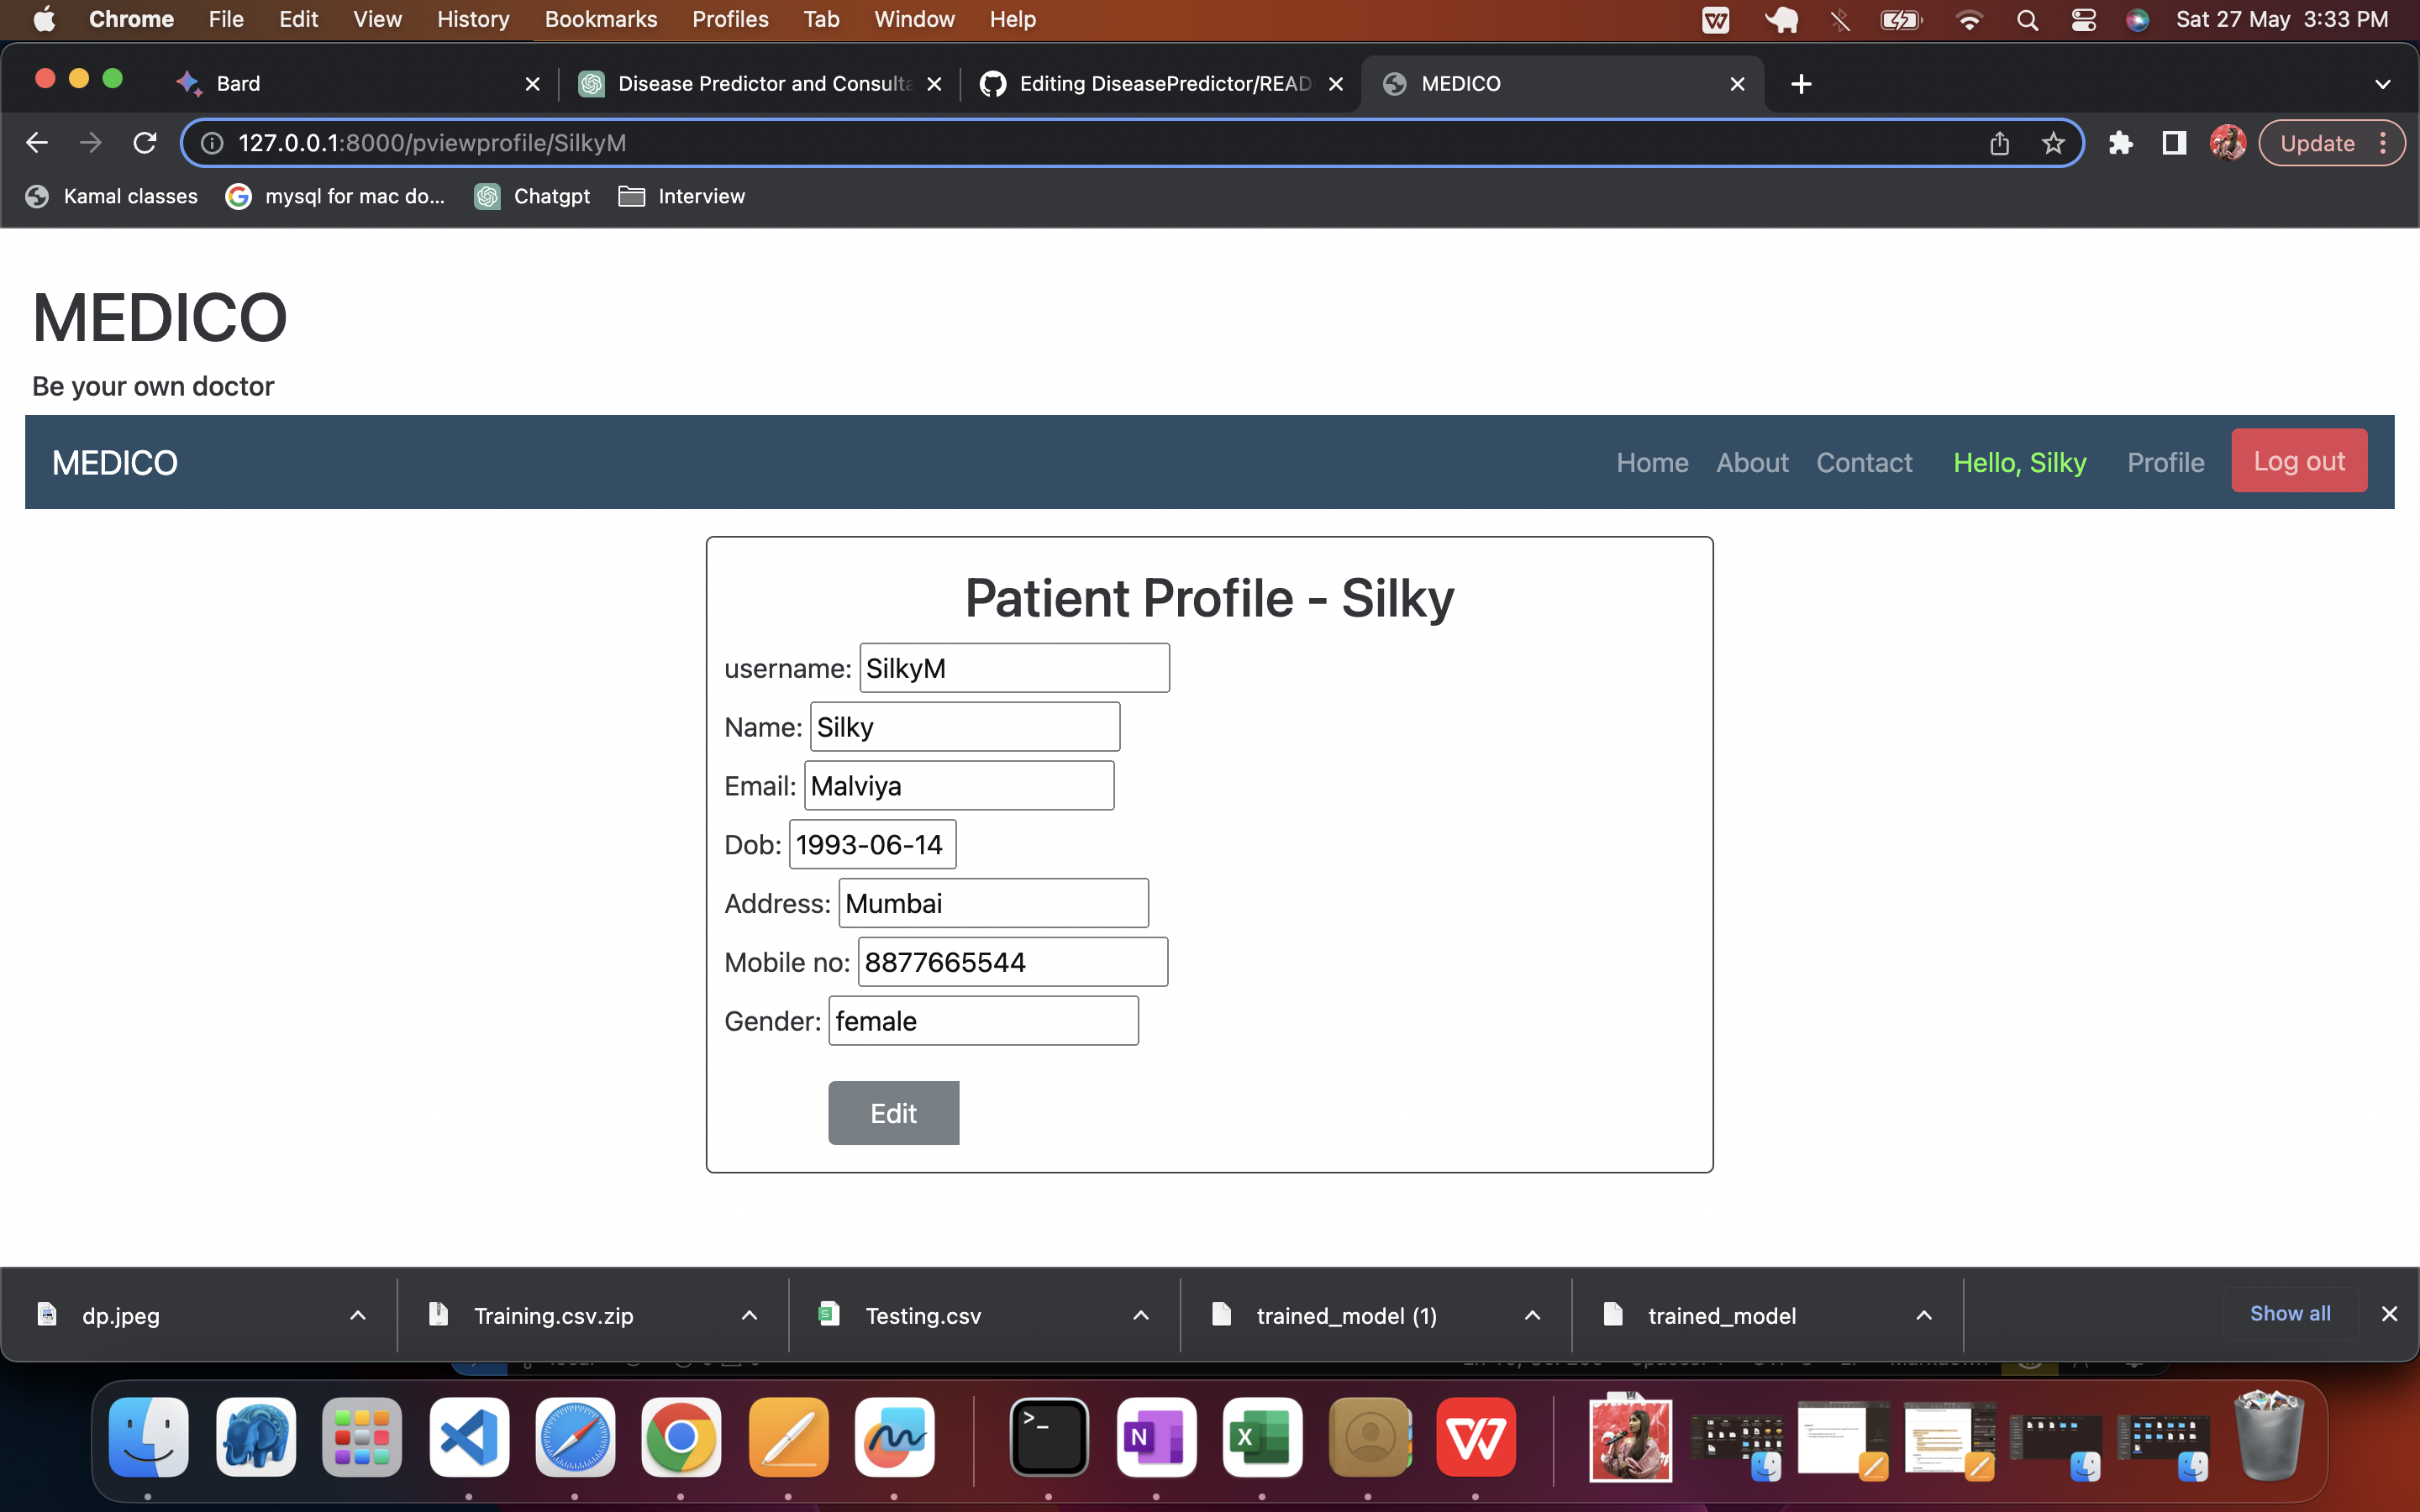 Chrome File Edit View History Bookmarks Profiles Tab Window Help Sat 27 May 3:33 PM
Bard Disease Predictor and Consulta Editing DiseasePredictor/READ MEDICO
127.0.0.1:8000/pviewprofile/SilkyM Update
Kamal classes mysql for mac do... Chatgpt Interview
MEDICO
Be your own doctor
MEDICO Home About Contact Hello, Silky Profile Log out
Patient Profile - Silky
username: SilkyM
Name: Silky
Email: Malviya
Dob: 1993-06-14
Address: Mumbai
Mobile no: 8877665544
Gender: female
Edit
dp.jpeg Training.csv.zip Testing.csv trained_model (1) trained_model Show all